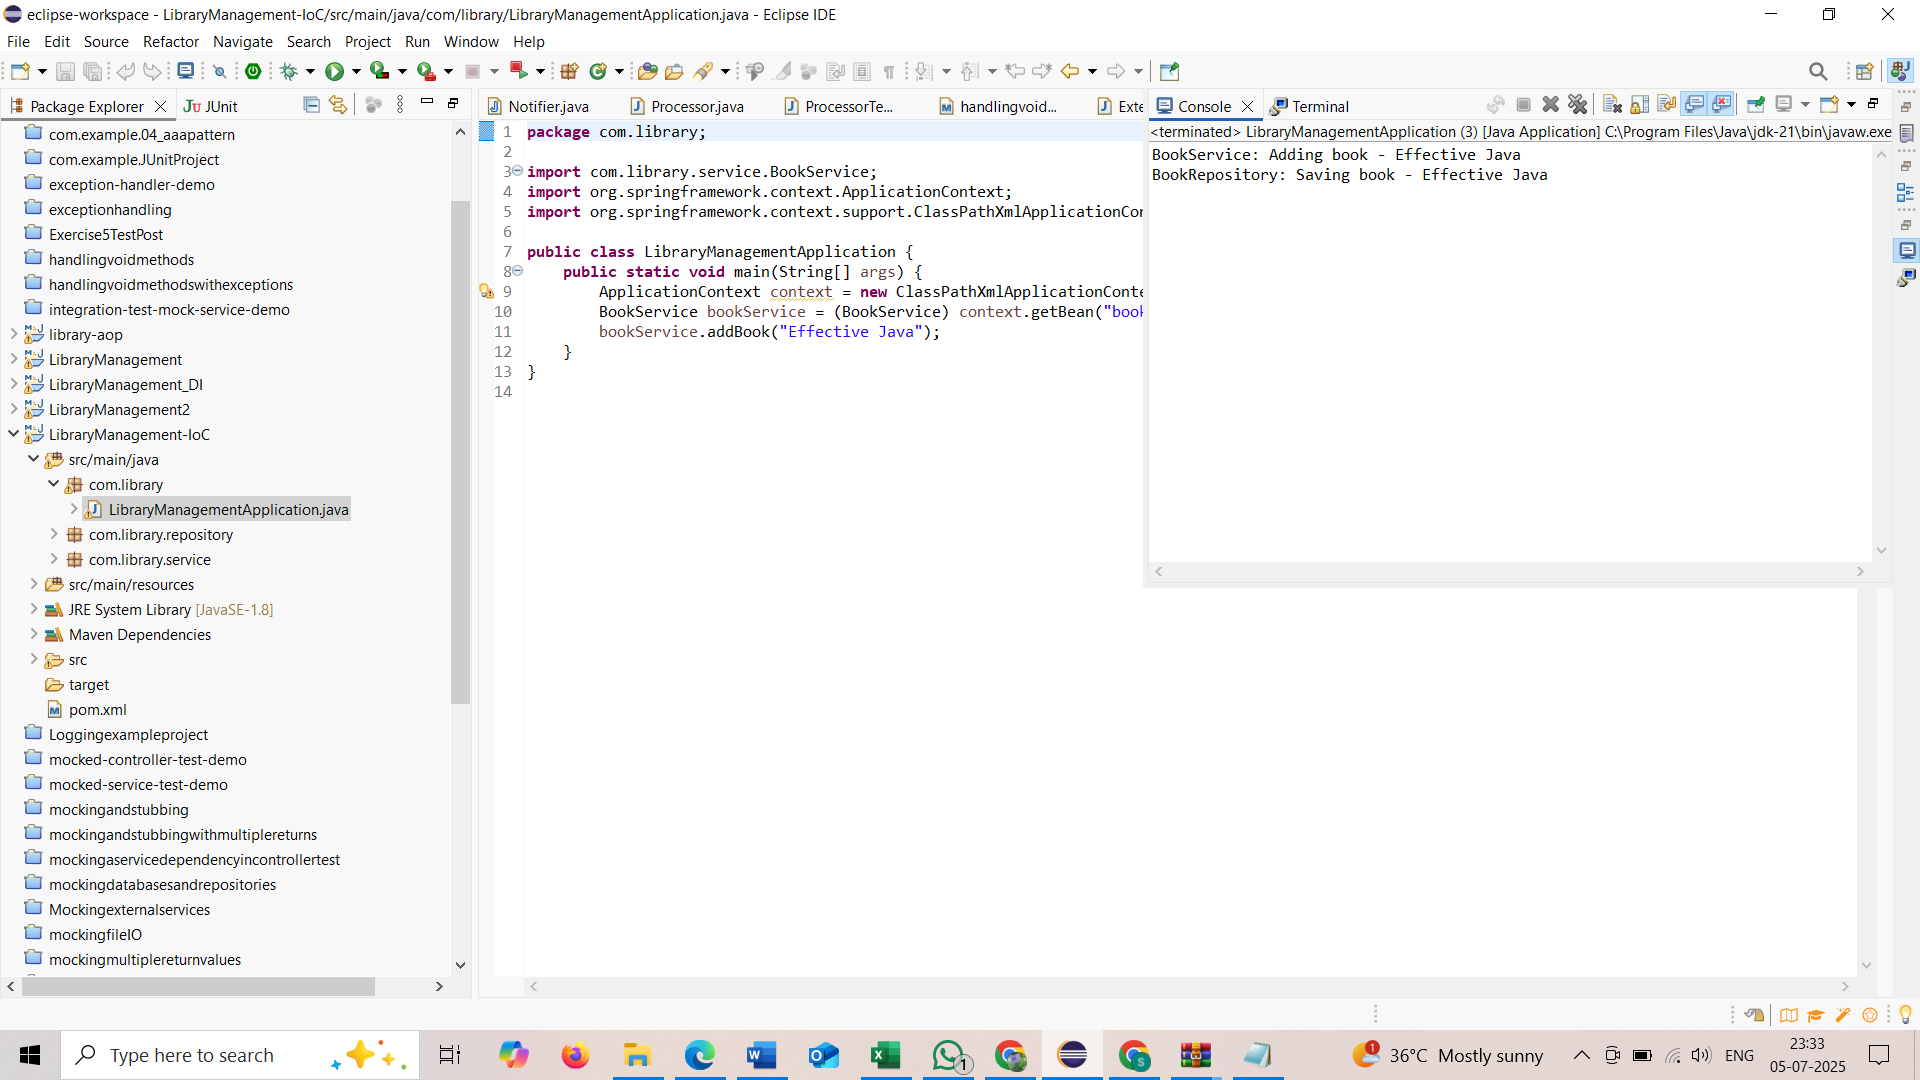 eclipse-workspace - LibraryManagement-IoC/src/main/java/com/library/LibraryManagementApplication.java - Eclipse IDE
File Edit Source Refactor Navigate Search Project Run Window Help
Package Explorer
JUnit
com.example.04_aaapattern
com.example.JUnitProject
exception-handler-demo
exceptionhandling
Exercise5TestPost
handlingvoidmethods
handlingvoidmethodswithexceptions
integration-test-mock-service-demo
library-aop
LibraryManagement
LibraryManagement_DI
LibraryManagement2
LibraryManagement-IoC
src/main/java
com.library
LibraryManagementApplication.java
com.library.repository
com.library.service
src/main/resources
JRE System Library [JavaSE-1.8]
Maven Dependencies
src
target
pom.xml
Loggingexampleproject
mocked-controller-test-demo
mocked-service-test-demo
mockingandstubbing
mockingandstubbingwithmultiplereturns
mockingaservicedependencyincontrollertest
mockingdatabasesandrepositories
Mockingexternalservices
mockingfileIO
mockingmultiplereturnvalues
Notifier.java Processor.java ProcessorTe... handlingvoid... Exte
1 package com.library;
2
3 import com.library.service.BookService;
4 import org.springframework.context.ApplicationContext;
5 import org.springframework.context.support.ClassPathXmlApplicationCon
6
7 public class LibraryManagementApplication {
8 public static void main(String[] args) {
9 ApplicationContext context = new ClassPathXmlApplicationConte
10 BookService bookService = (BookService) context.getBean("book
11 bookService.addBook("Effective Java");
12 }
13 }
14
Console Terminal
<terminated> LibraryManagementApplication (3) [Java Application] C:\Program Files\Java\jdk-21\bin\javaw.exe
BookService: Adding book - Effective Java
BookRepository: Saving book - Effective Java
Type here to search
1
1
36°C Mostly sunny
ENG
23:33
05-07-2025